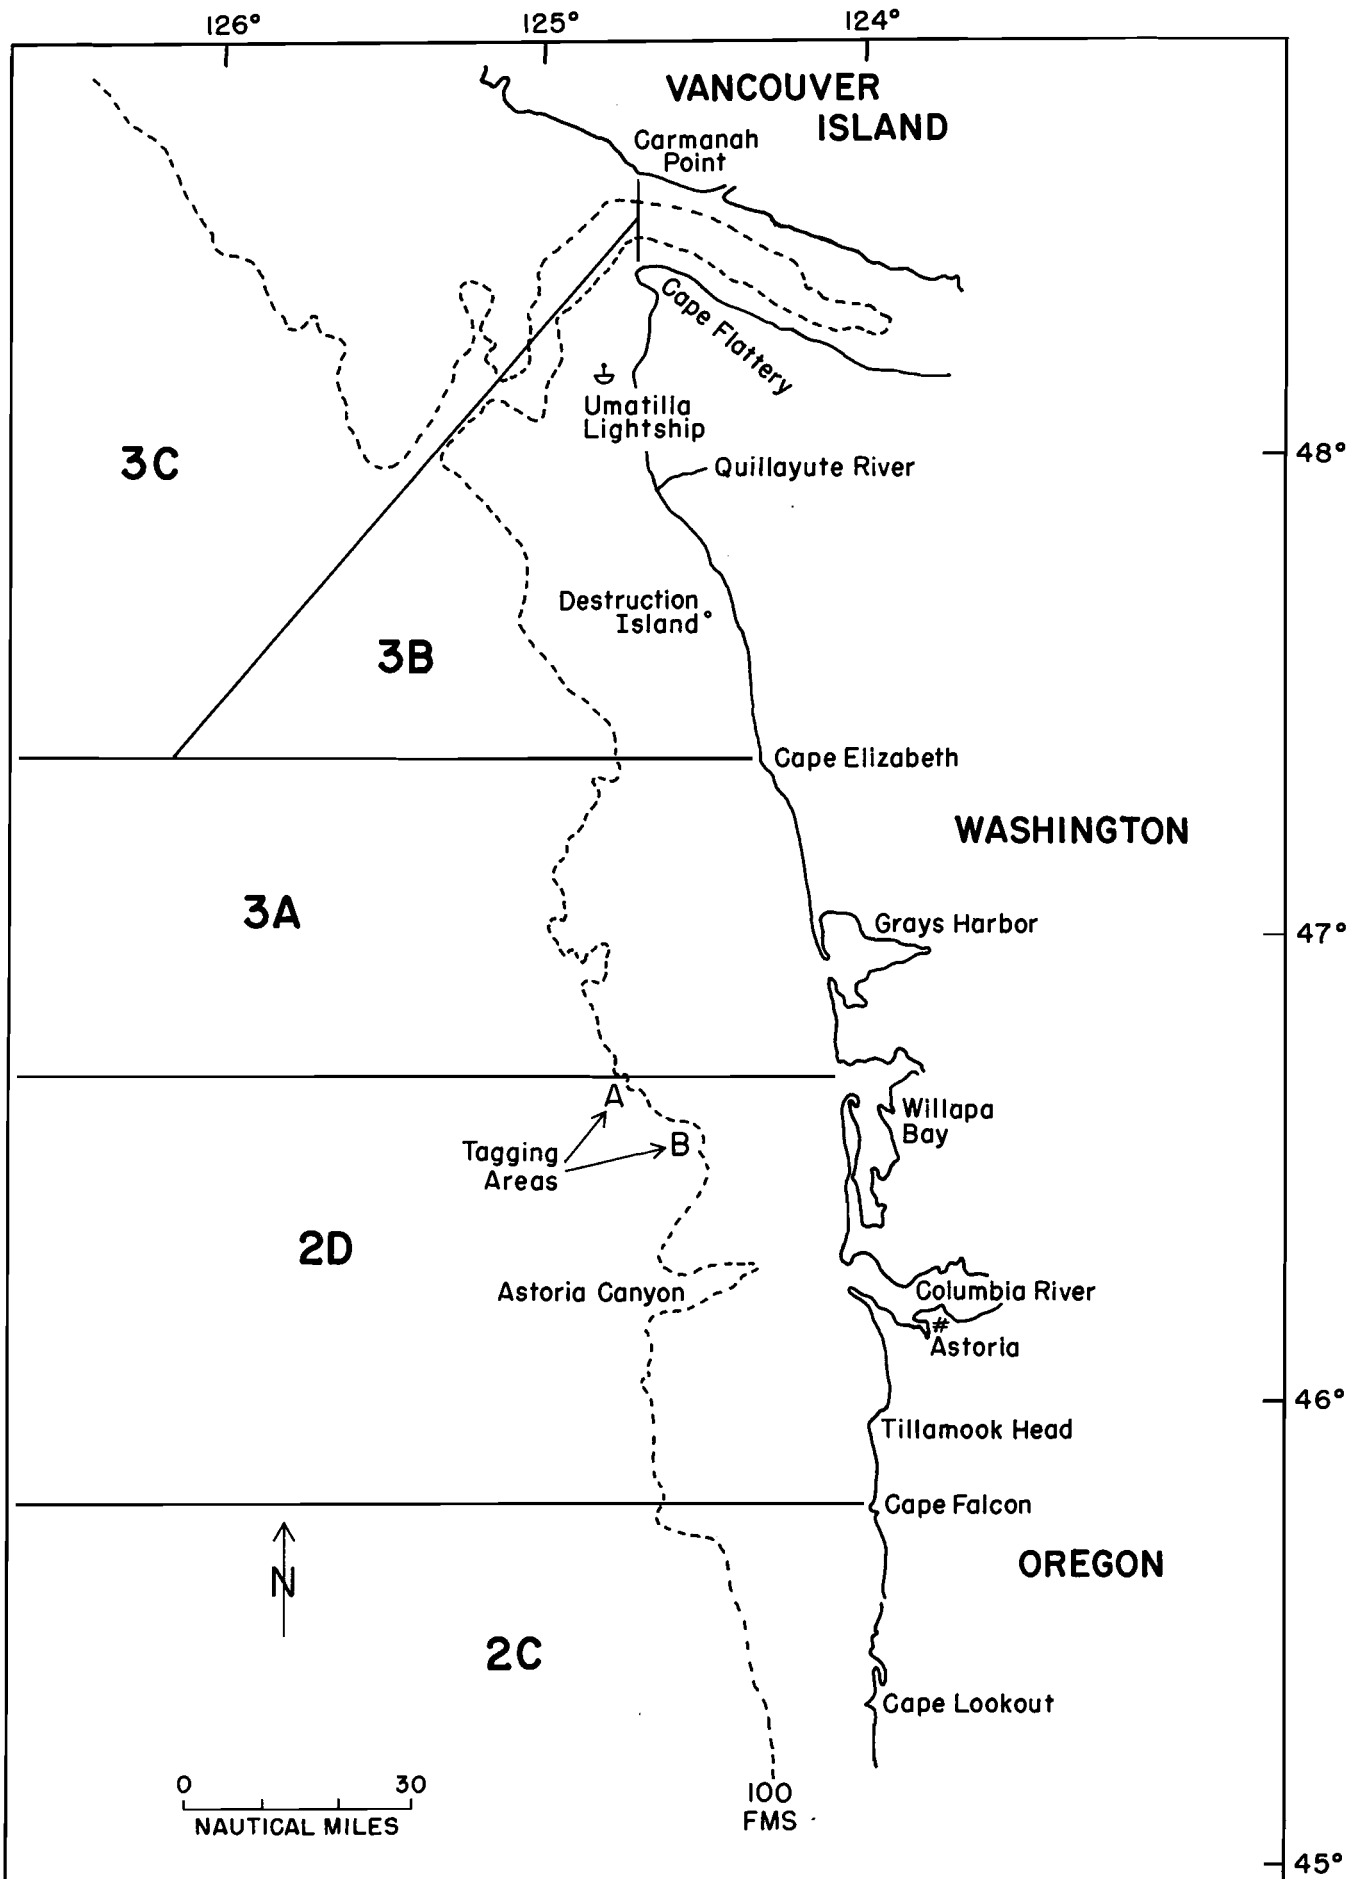 126° 125° 124°
VANCOUVER
ISLAND
Carmanah
Point
Cape Flattery
Umatilla
Lightship
3C
48°
Quillayute River
Destruction
Island
3B
Cape Elizabeth
WASHINGTON
3A
Grays Harbor
47°
A
Willapa
Bay
B
Tagging
Areas
2D
Astoria Canyon
Columbia River
#
Astoria
46°
Tillamook Head
Cape Falcon
OREGON
N
2C
Cape Lookout
0 30
NAUTICAL MILES
100
FMS
45°